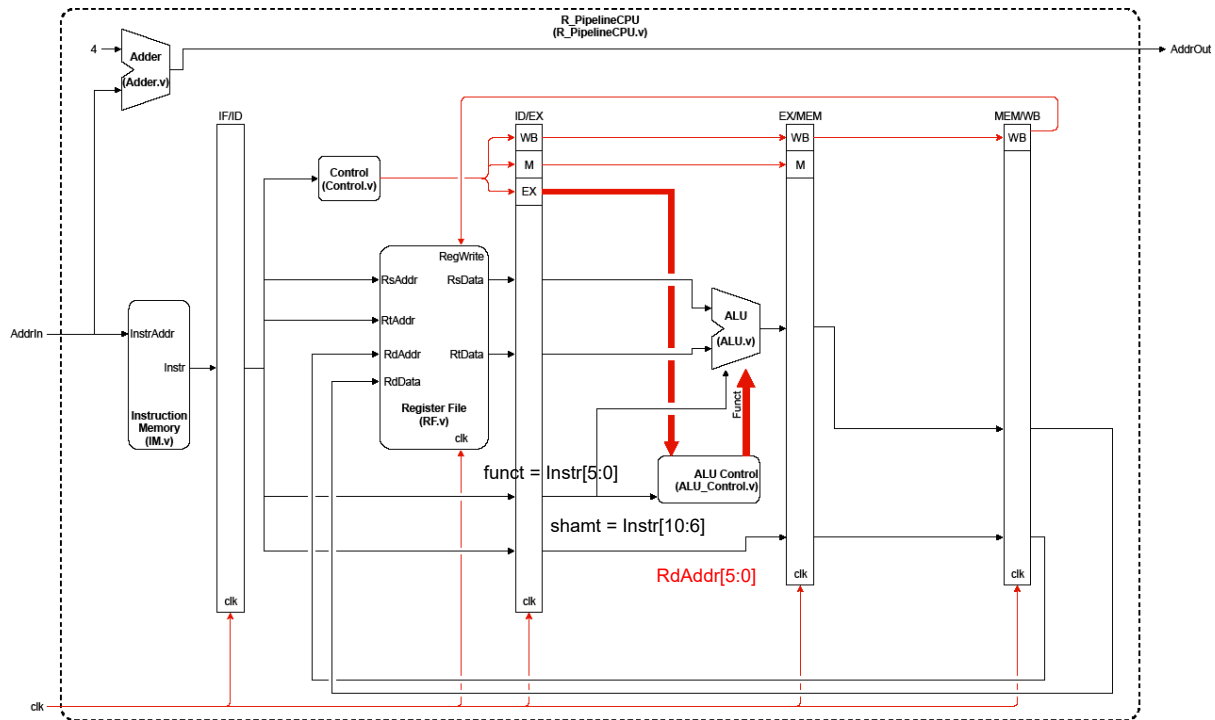 R_PipelineCPU
(R_PipelineCPU.v)
4
Adder
(Adder.v)
AddrOut
IF/ID
ID/EX
EX/MEM
MEM/WB
WB
WB
WB
Control
(Control.v)
M
M
EX
RegWrite
RsAddr
RsData
RtAddr
ALU
(ALU.v)
AddrIn
InstrAddr
RdAddr
RtData
Instr
RdData
Funct
Instruction
Memory
(IM.v)
Register File
(RF.v)
clk
funct = Instr[5:0]
ALU Control
(ALU_Control.v)
shamt = Instr[10:6]
RdAddr[5:0]
clk
clk
clk
clk
clk